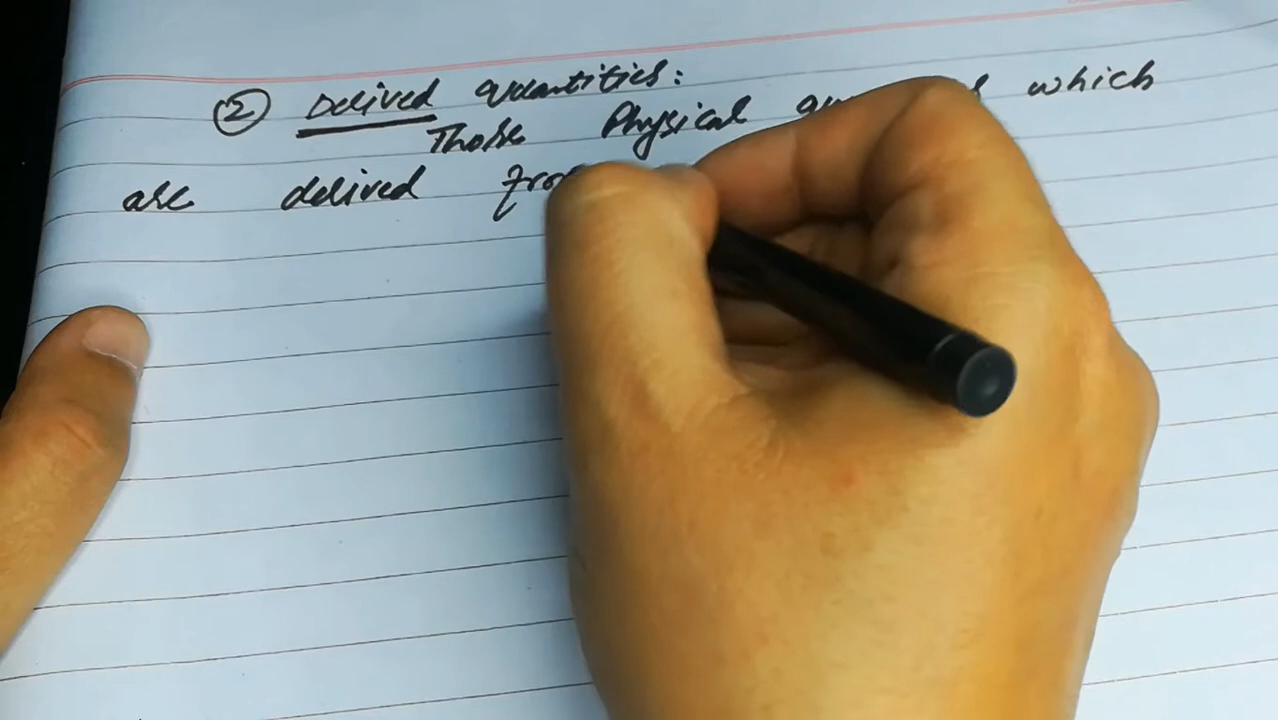 ② Derived quantities:
Those Physical which
are derived